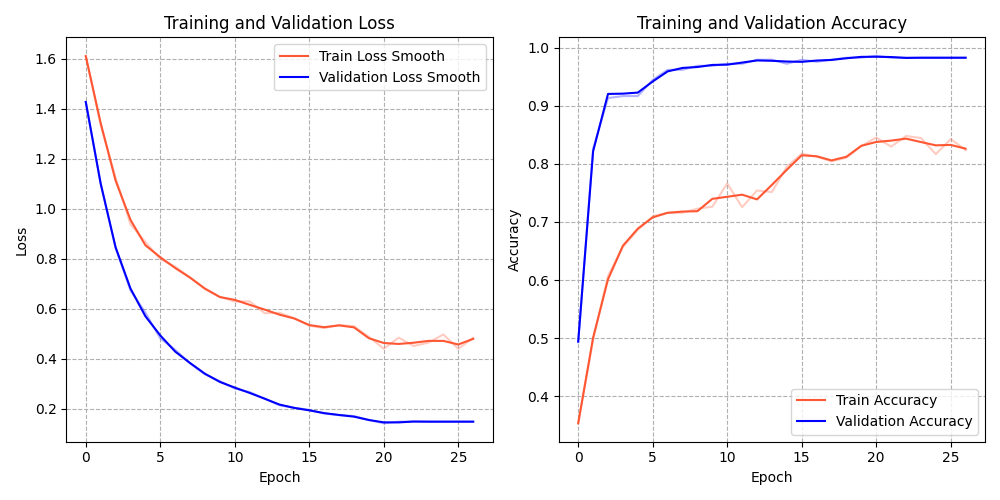 Training and Validation Loss
1.6
1.4
1.2
1.0
0.8
0.6
0.4
0.2
Loss
Train Loss Smooth
Validation Loss Smooth
0 5 10 15 20 25
Epoch
Training and Validation Accuracy
1.0
0.9
0.8
0.7
0.6
0.5
0.4
Accuracy
Train Accuracy
Validation Accuracy
0 5 10 15 20 25
Epoch